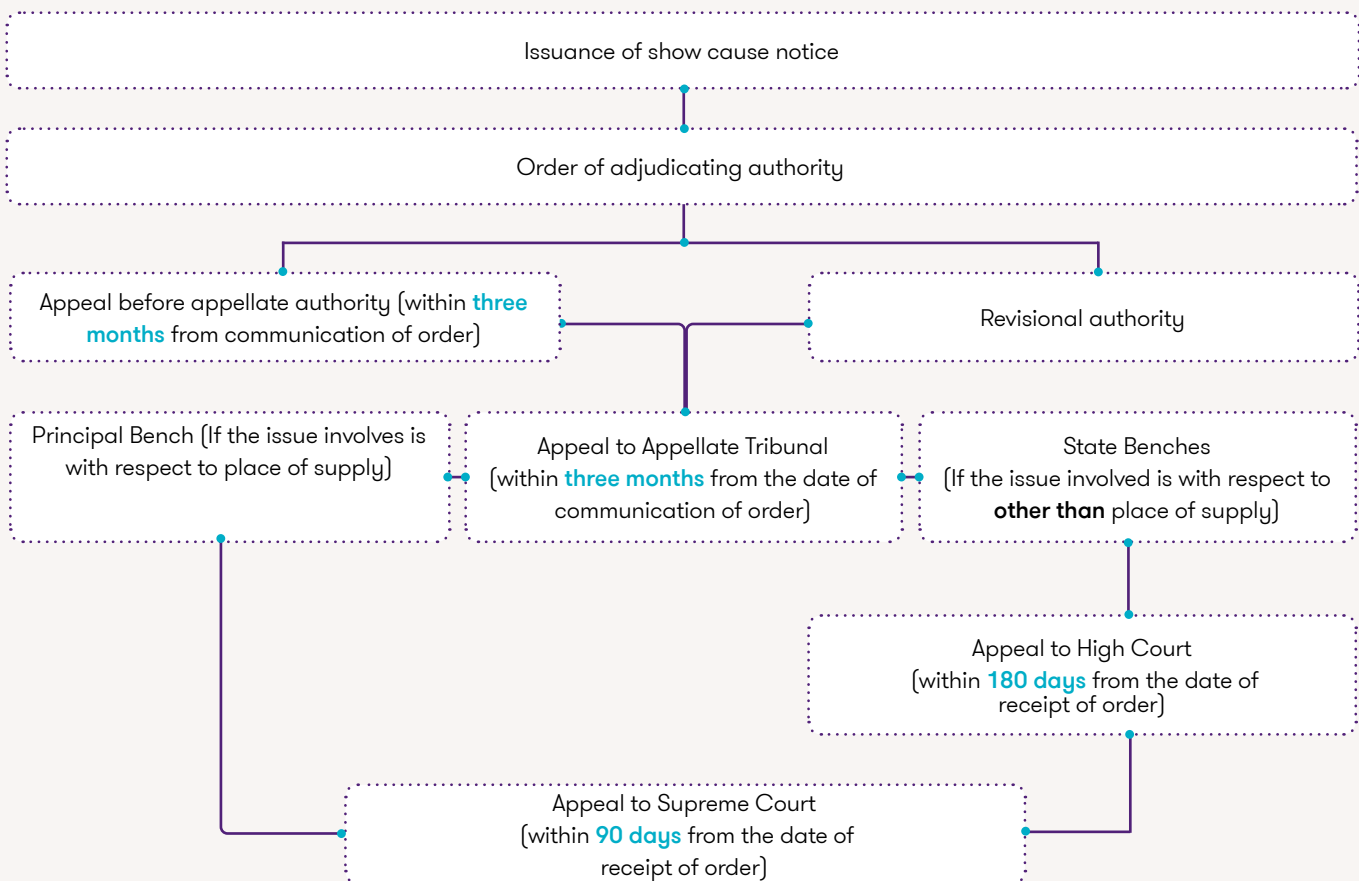 Issuance of show cause notice
Order of adjudicating authority
Appeal before appellate authority (within three
months from communication of order)
Revisional authority
Principal Bench (If the issue involves is
with respect to place of supply)
Appeal to Appellate Tribunal
(within three months from the date of
communication of order)
State Benches
(If the issue involved is with respect to
other than place of supply)
Appeal to High Court
(within 180 days from the date of
receipt of order)
Appeal to Supreme Court
(within 90 days from the date of
receipt of order)